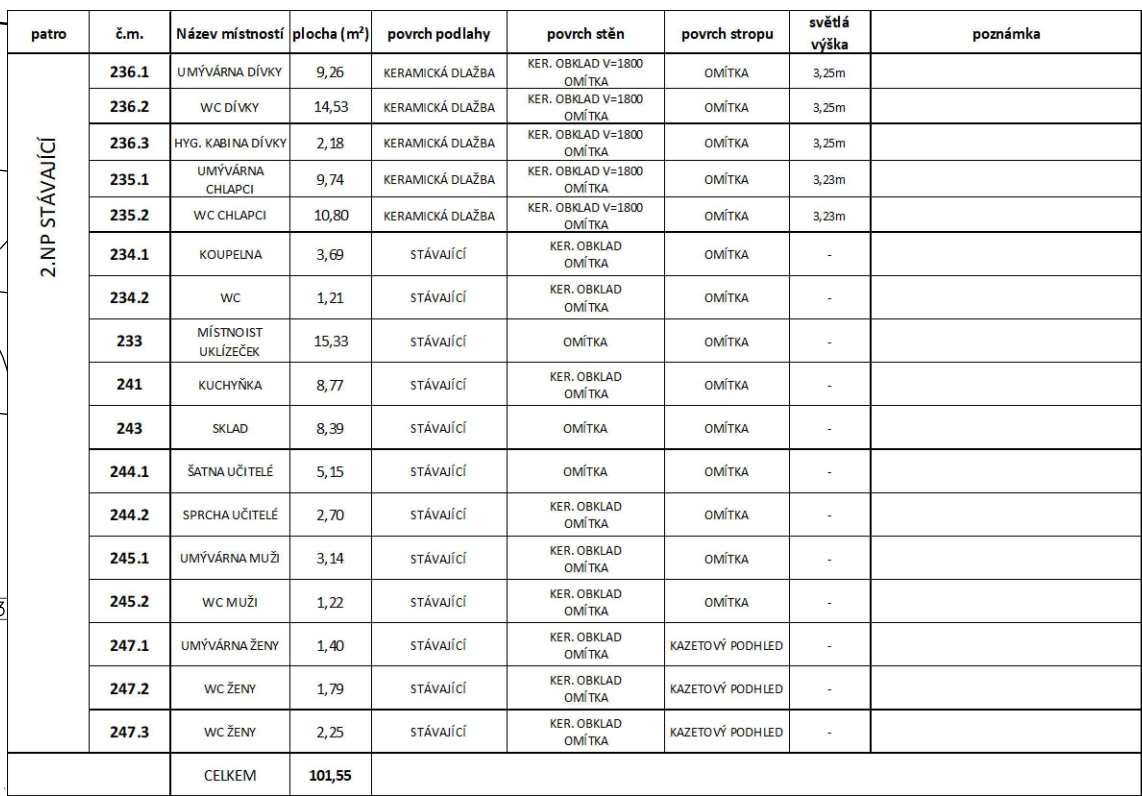 patro č.m. Název místností plocha (m²) povrch podlahy povrch stěn povrch stropu světlá výška poznámka
2.NP STÁVAJÍCÍ
236.1 UMÝVÁRNA DÍVKY 9,26 KERAMICKÁ DLAŽBA KER. OBKLAD V=1800 OMÍTKA OMÍTKA 3,25m
236.2 WC DÍVKY 14,53 KERAMICKÁ DLAŽBA KER. OBKLAD V=1800 OMÍTKA OMÍTKA 3,25m
236.3 HYG. KABINA DÍVKY 2,18 KERAMICKÁ DLAŽBA KER. OBKLAD V=1800 OMÍTKA OMÍTKA 3,25m
235.1 UMÝVÁRNA CHLAPCI 9,74 KERAMICKÁ DLAŽBA KER. OBKLAD V=1800 OMÍTKA OMÍTKA 3,23m
235.2 WC CHLAPCI 10,80 KERAMICKÁ DLAŽBA KER. OBKLAD V=1800 OMÍTKA OMÍTKA 3,23m
234.1 KOUPELNA 3,69 STÁVAJÍCÍ KER. OBKLAD OMÍTKA OMÍTKA -
234.2 WC 1,21 STÁVAJÍCÍ KER. OBKLAD OMÍTKA OMÍTKA -
233 MÍSTNOIST UKLÍZEČEK 15,33 STÁVAJÍCÍ OMÍTKA OMÍTKA -
241 KUCHYŇKA 8,77 STÁVAJÍCÍ KER. OBKLAD OMÍTKA OMÍTKA -
243 SKLAD 8,39 STÁVAJÍCÍ OMÍTKA OMÍTKA -
244.1 ŠATNA UČITELÉ 5,15 STÁVAJÍCÍ OMÍTKA OMÍTKA -
244.2 SPRCHA UČITELÉ 2,70 STÁVAJÍCÍ KER. OBKLAD OMÍTKA OMÍTKA -
245.1 UMÝVÁRNA MUŽI 3,14 STÁVAJÍCÍ KER. OBKLAD OMÍTKA OMÍTKA -
245.2 WC MUŽI 1,22 STÁVAJÍCÍ KER. OBKLAD OMÍTKA OMÍTKA -
247.1 UMÝVÁRNA ŽENY 1,40 STÁVAJÍCÍ KER. OBKLAD OMÍTKA KAZETOVÝ PODHLED -
247.2 WC ŽENY 1,79 STÁVAJÍCÍ KER. OBKLAD OMÍTKA KAZETOVÝ PODHLED -
247.3 WC ŽENY 2,25 STÁVAJÍCÍ KER. OBKLAD OMÍTKA KAZETOVÝ PODHLED -
CELKEM 101,55